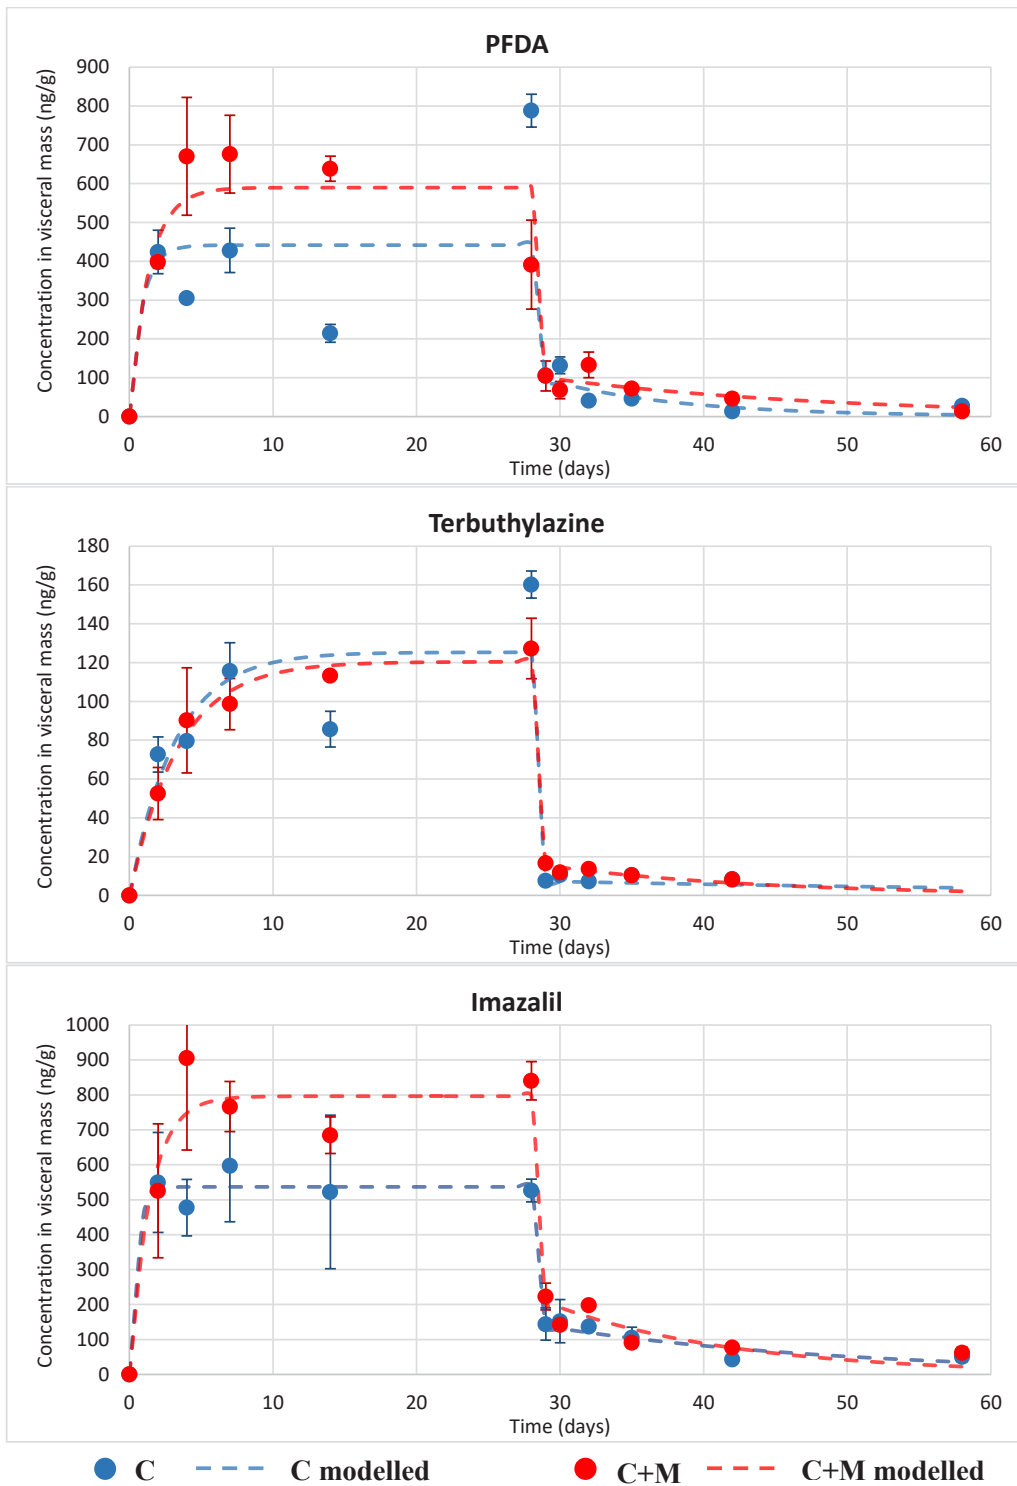 PFDA
Concentration in visceral mass (ng/g)
900
800
700
600
500
400
300
200
100
0
0 10 20 30 40 50 60
Time (days)
Terbuthylazine
Concentration in visceral mass (ng/g)
180
160
140
120
100
80
60
40
20
0
0 10 20 30 40 50 60
Time (days)
Imazalil
Concentration in visceral mass (ng/g)
1000
900
800
700
600
500
400
300
200
100
0
0 10 20 30 40 50 60
Time (days)
C C modelled C+M C+M modelled